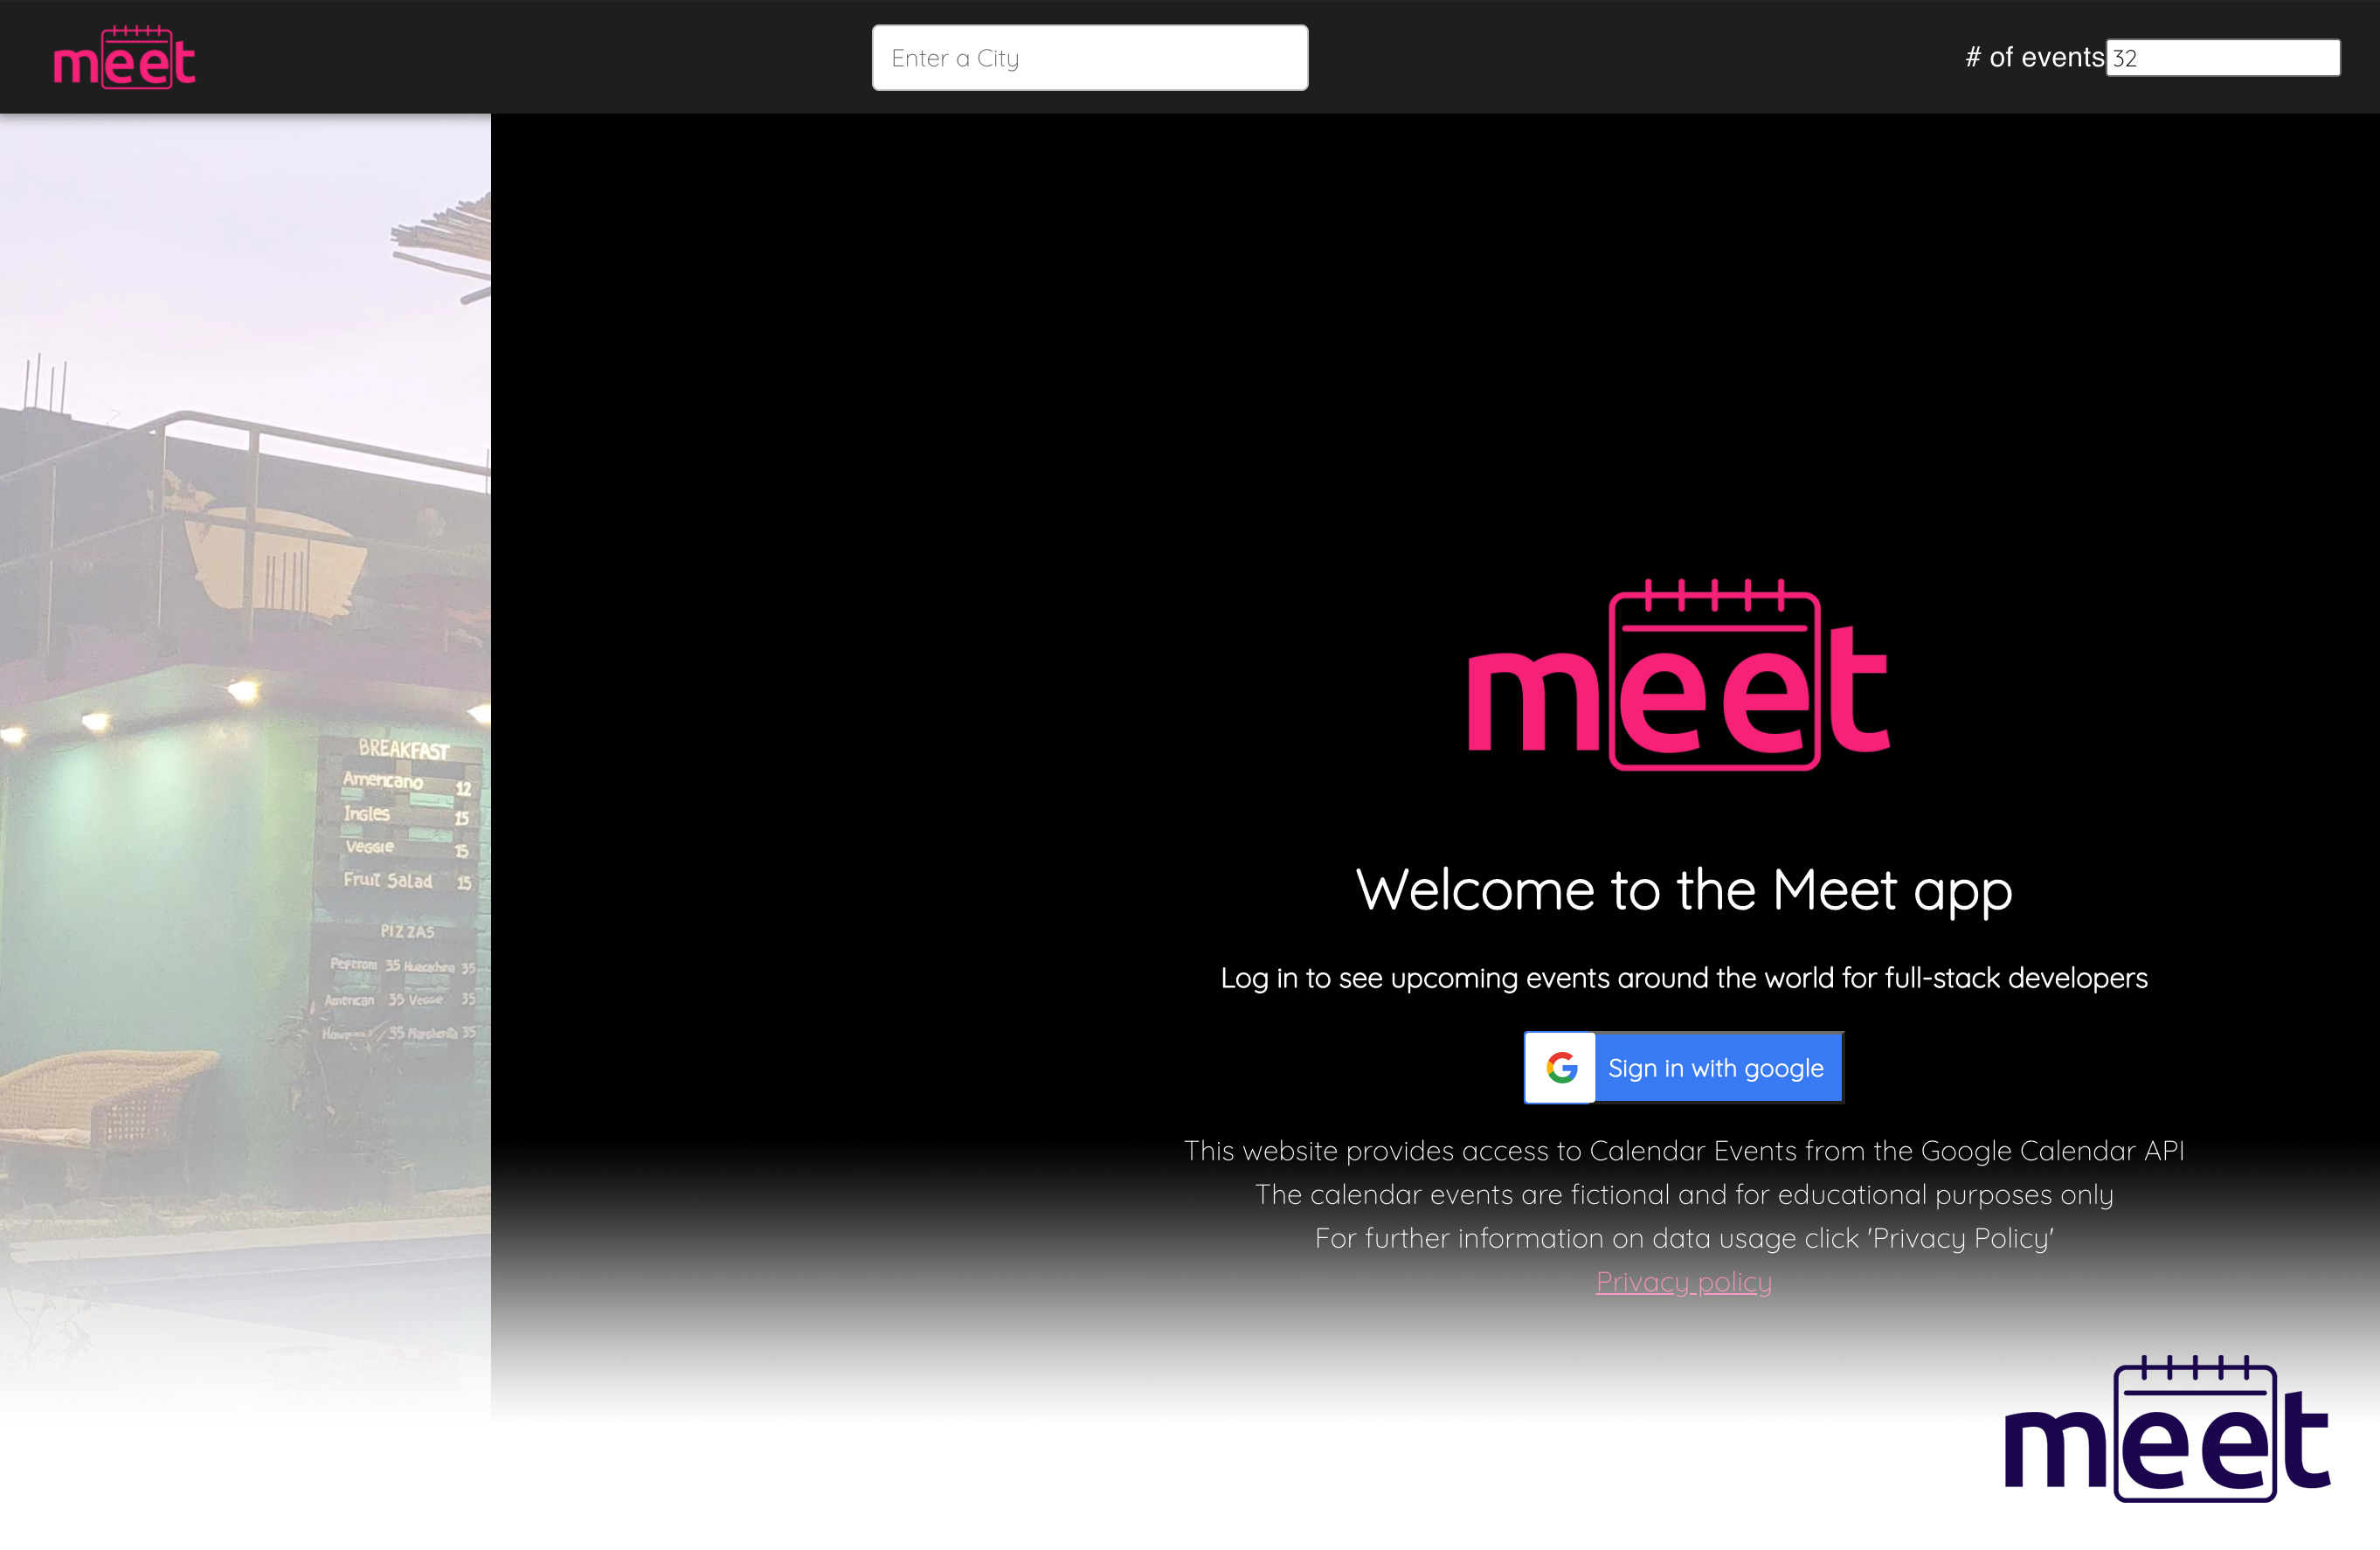 meet
Enter a City
# of events 32
BREAKFAST
Americano 12
Ingles 15
Veggie 15
Fruit Salad 15
PIZZAS
35 35
American 35 Veggie 35
35 Margherita 35
meet
Welcome to the Meet app
Log in to see upcoming events around the world for full-stack developers
Sign in with google
This website provides access to Calendar Events from the Google Calendar API
The calendar events are fictional and for educational purposes only
For further information on data usage click 'Privacy Policy'
Privacy policy
meet